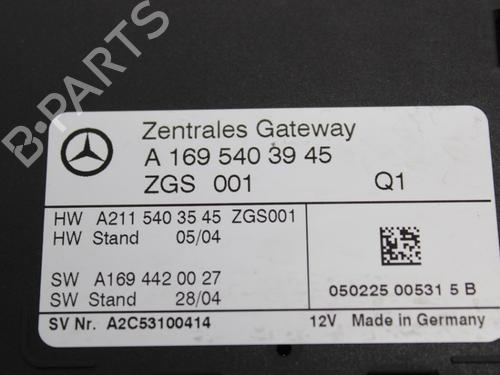 B-PARTS
Zentrales Gateway
A 169 540 39 45
ZGS 001 Q1
HW A211 540 35 45 ZGS001
HW Stand 05/04
SW A169 442 00 27
SW Stand 28/04
050225 00531 5 B
SV Nr. A2C53100414 12V Made in Germany